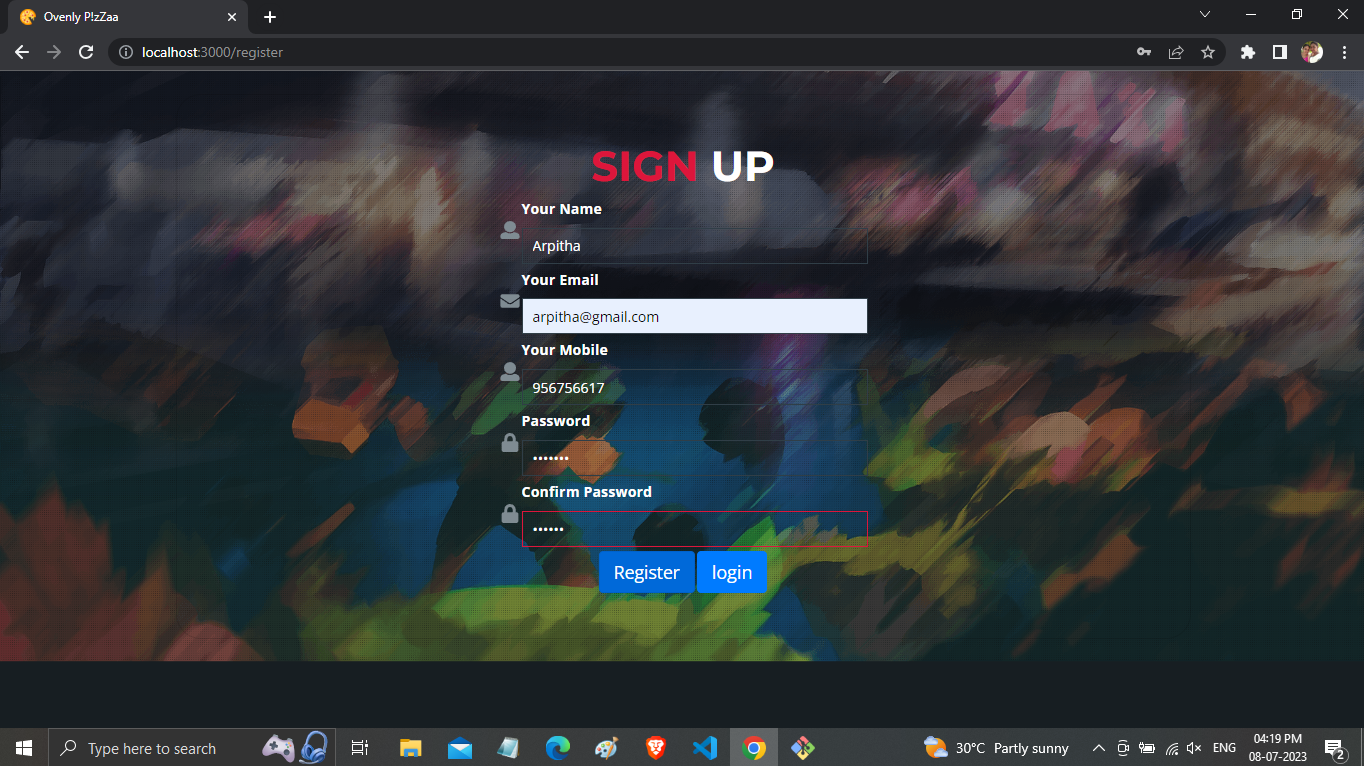 Ovenly P!zZaa
localhost:3000/register
SIGN UP
Your Name
Arpitha
Your Email
arpitha@gmail.com
Your Mobile
956756617
Password
•••••••
Confirm Password
••••••
Register login
Type here to search
30°C Partly sunny
ENG
04:19 PM
08-07-2023
2